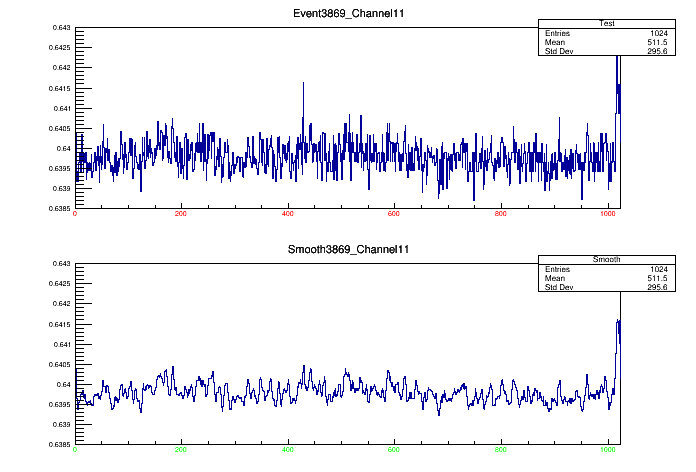 Event3869_Channel11
Test
Entries 1024
Mean 511.5
Std Dev 295.6
0.643
0.6425
0.642
0.6415
0.641
0.6405
0.64
0.6395
0.639
0.6385
0 200 400 600 800 1000
Smooth3869_Channel11
Smooth
Entries 1024
Mean 511.5
Std Dev 295.6
0.643
0.6425
0.642
0.6415
0.641
0.6405
0.64
0.6395
0.639
0.6385
0 200 400 600 800 1000